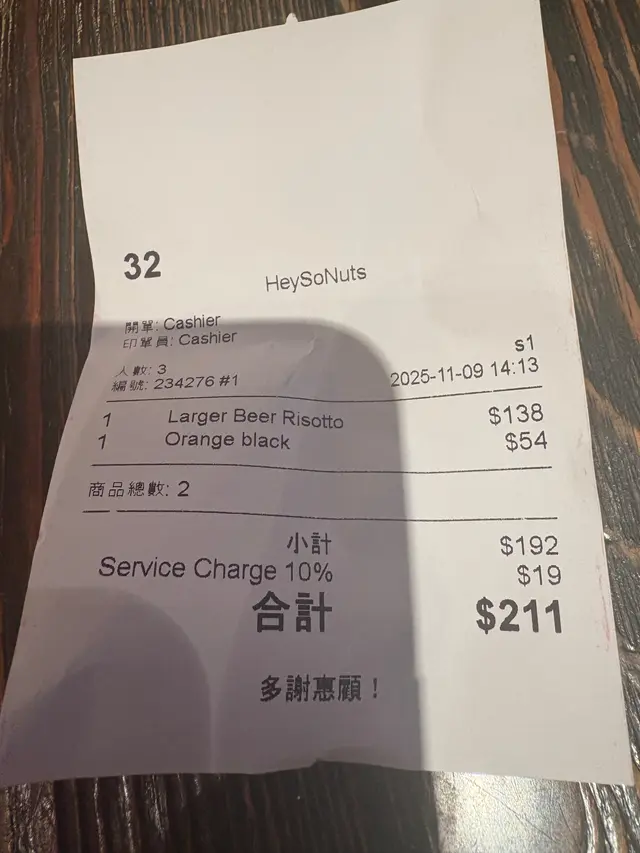 32
HeySoNuts
開單: Cashier
印單員: Cashier
s1
人數: 3
編號: 234276 #1 2025-11-09 14:13
1 Larger Beer Risotto $138
1 Orange black $54
商品總數: 2
小計 $192
Service Charge 10% $19
合計 $211
多謝惠顧！